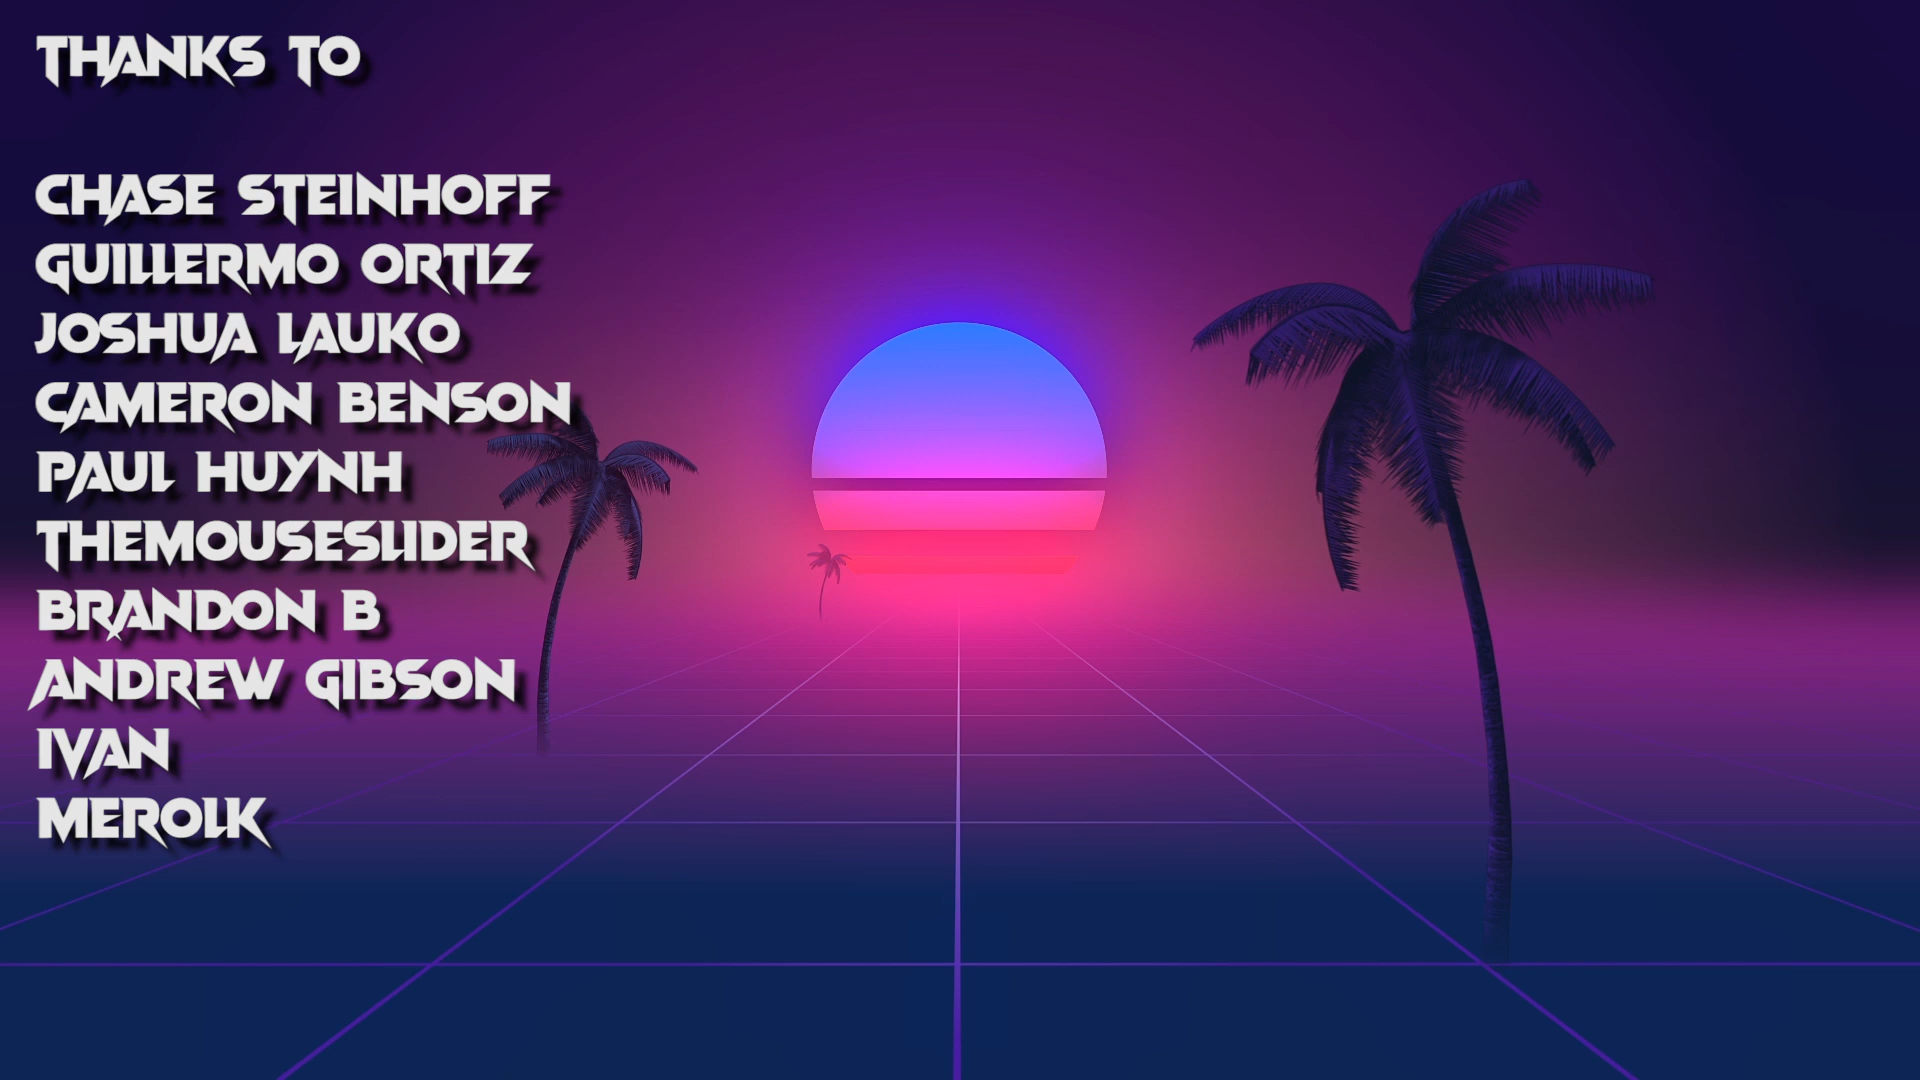 THANKS TO
CHASE STEINHOFF
GUILLERMO ORTIZ
JOSHUA LAUKO
CAMERON BENSON
PAUL HUYNH
THEMOUSESLIDER
BRANDON B
ANDREW GIBSON
IVAN
MEROLK